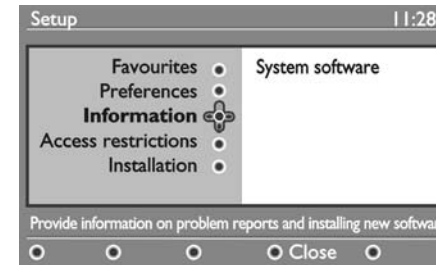 Setup 11:28
Favourites
Preferences
Information
Access restrictions
Installation
System software
Provide information on problem reports and installing new softwar
Close